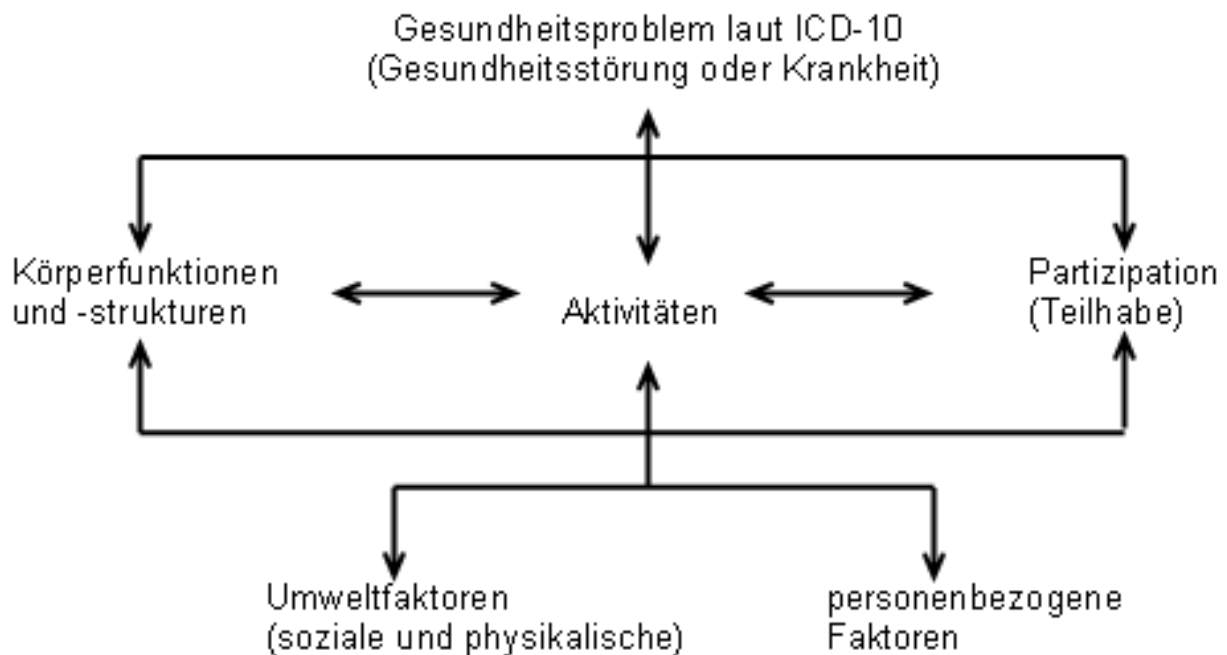 Gesundheitsproblem laut ICD-10
(Gesundheitsstörung oder Krankheit)
Körperfunktionen
und -strukturen
Aktivitäten
Partizipation
(Teilhabe)
Umweltfaktoren
(soziale und physikalische)
personenbezogene
Faktoren